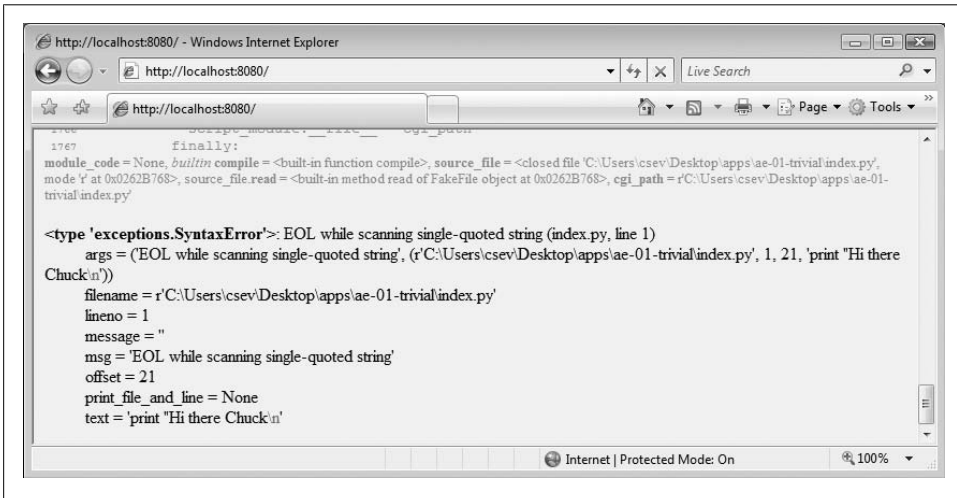 http://localhost:8080/ - Windows Internet Explorer
http://localhost:8080/
Live Search
http://localhost:8080/
Page
Tools
1766 script_module.__file__ cgi_path
1767 finally:
module_code = None, builtin compile = <built-in function compile>, source_file = <closed file 'C:\Users\csev\Desktop\apps\ae-01-trivial\index.py',
mode 'r' at 0x0262B768>, source_file.read = <built-in method read of FakeFile object at 0x0262B768>, cgi_path = r'C:\Users\csev\Desktop\apps\ae-01-
trivial\index.py'
<type 'exceptions.SyntaxError'>: EOL while scanning single-quoted string (index.py, line 1)
args = ('EOL while scanning single-quoted string', (r'C:\Users\csev\Desktop\apps\ae-01-trivial\index.py', 1, 21, 'print "Hi there
Chuck\n'))
filename = r'C:\Users\csev\Desktop\apps\ae-01-trivial\index.py'
lineno = 1
message = ''
msg = 'EOL while scanning single-quoted string'
offset = 21
print_file_and_line = None
text = 'print "Hi there Chuck\n'
Internet | Protected Mode: On
100%